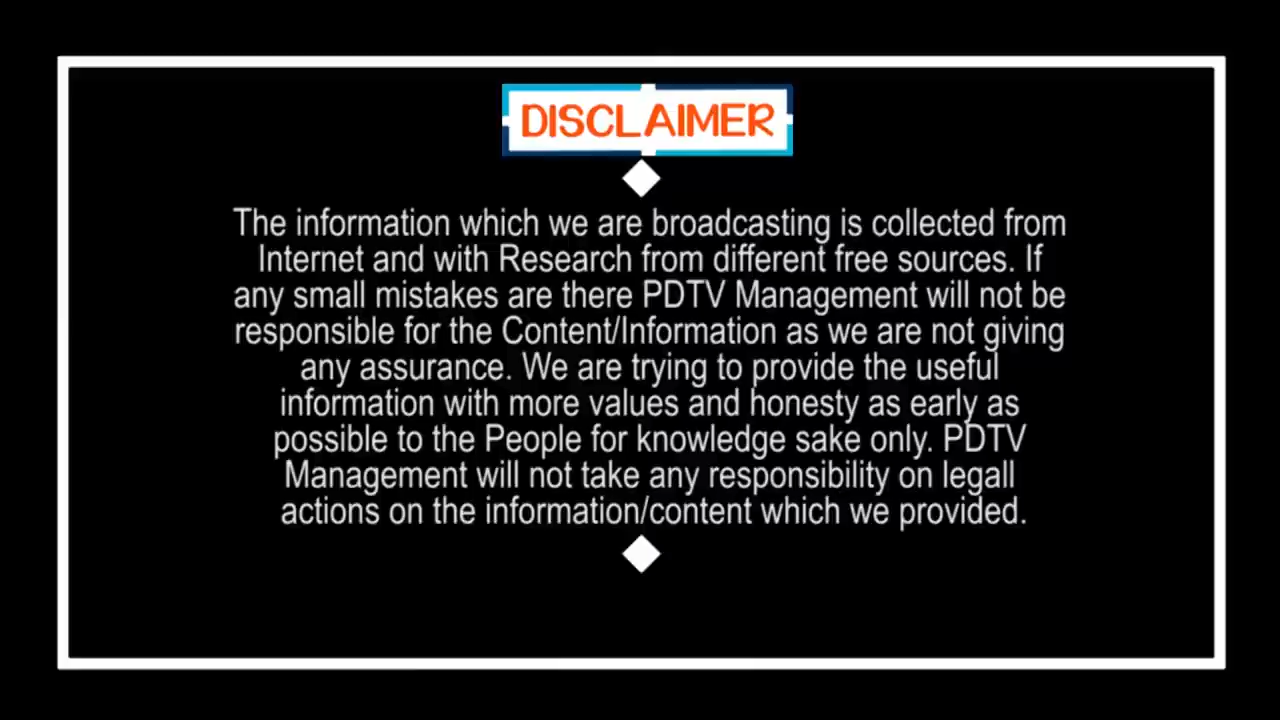 DISCLAIMER
The information which we are broadcasting is collected from
Internet and with Research from different free sources. If
any small mistakes are there PDTV Management will not be
responsible for the Content/Information as we are not giving
any assurance. We are trying to provide the useful
information with more values and honesty as early as
possible to the People for knowledge sake only. PDTV
Management will not take any responsibility on legall
actions on the information/content which we provided.